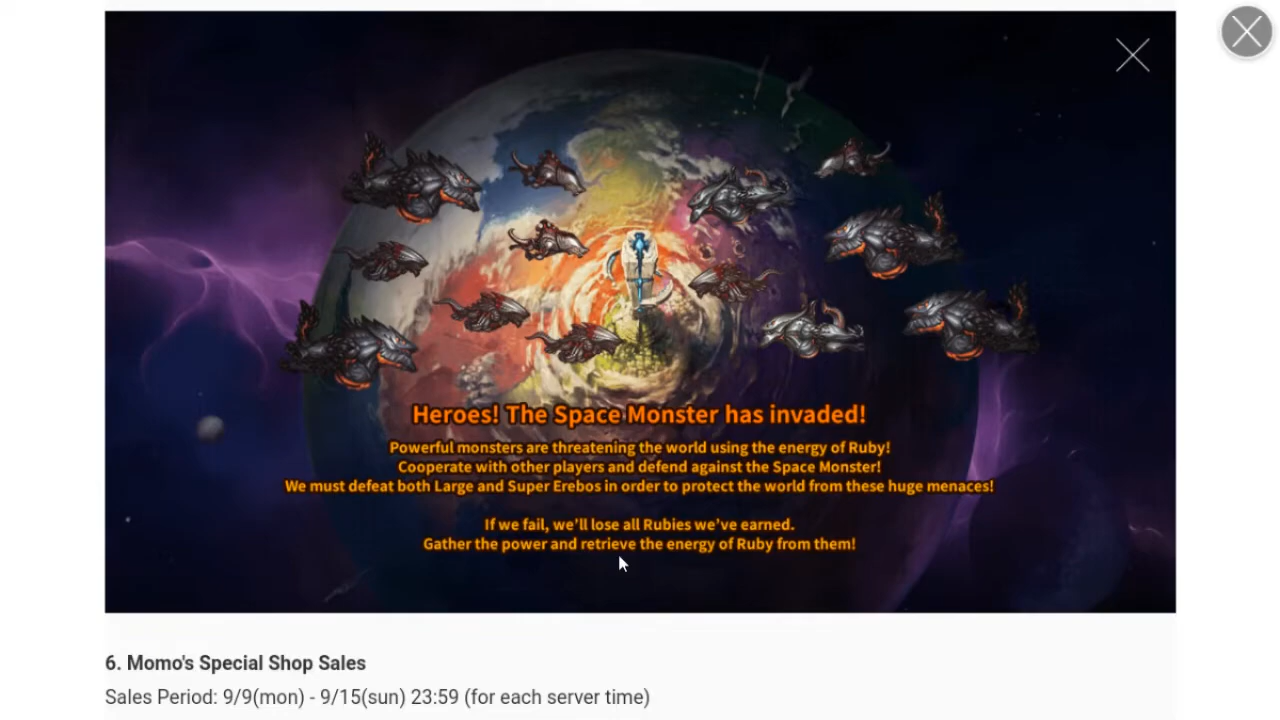 Heroes! The Space Monster has invaded!
Powerful monsters are threatening the world using the energy of Ruby!
Cooperate with other players and defend against the Space Monster!
We must defeat both Large and Super Erebos in order to protect the world from these huge menaces!
If we fail, we’ll lose all Rubies we’ve earned.
Gather the power and retrieve the energy of Ruby from them!
6. Momo's Special Shop Sales
Sales Period: 9/9(mon) - 9/15(sun) 23:59 (for each server time)